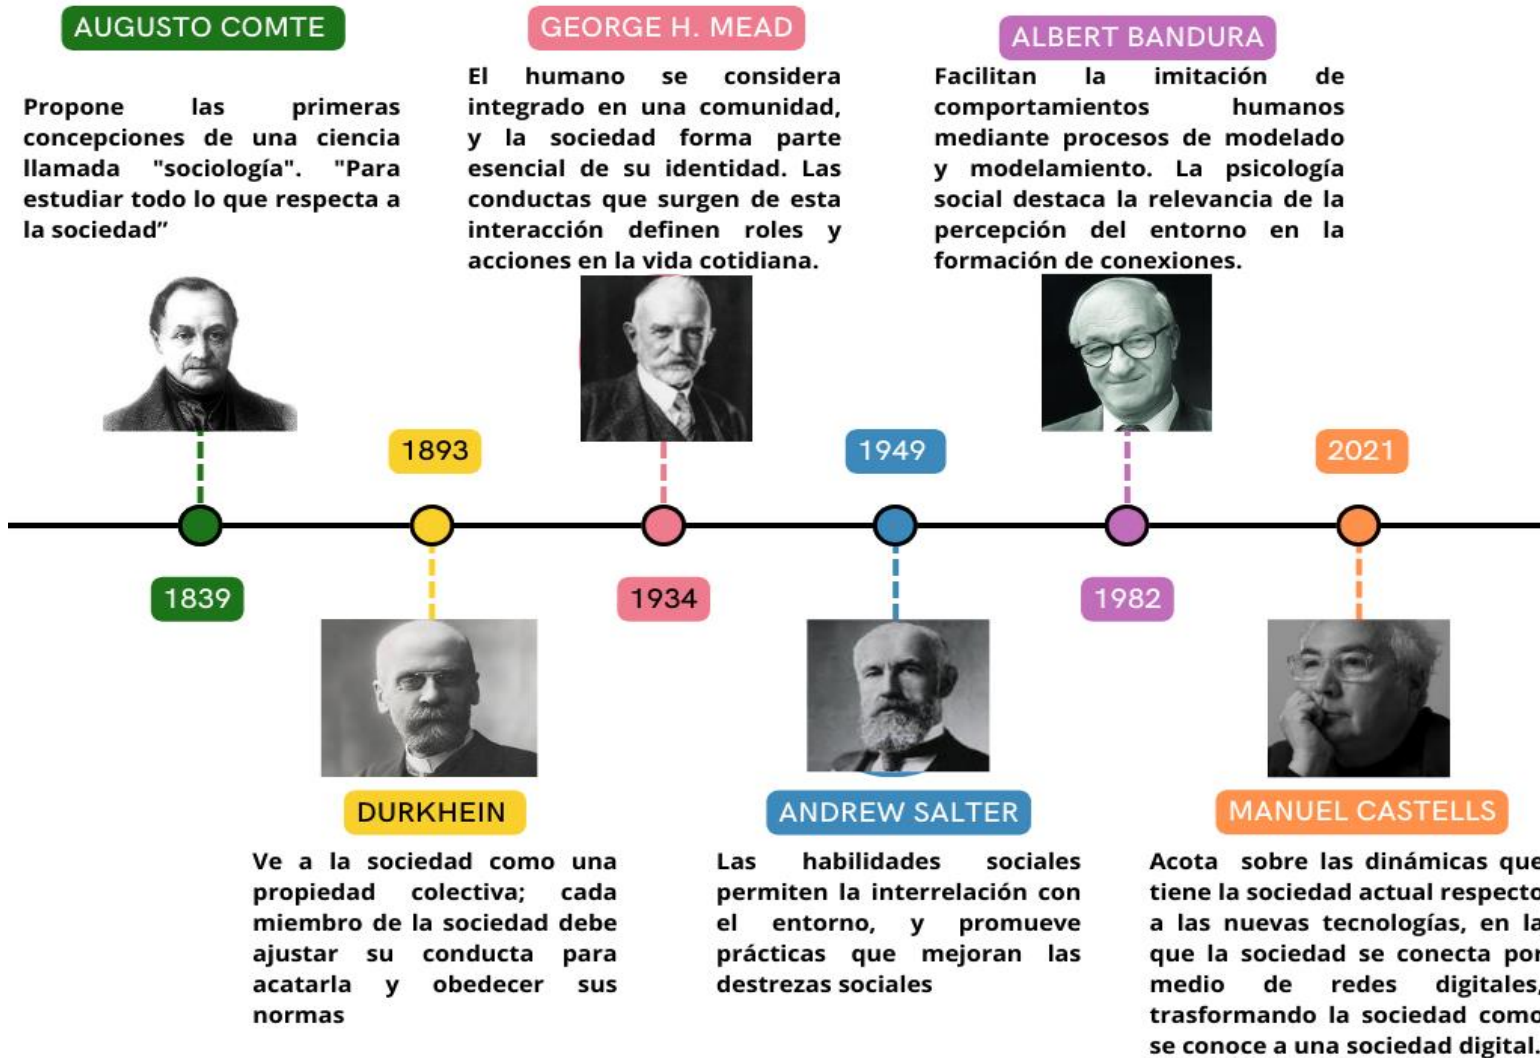 AUGUSTO COMTE
Propone las primeras
concepciones de una ciencia
llamada "sociología". "Para
estudiar todo lo que respecta a
la sociedad”
1839
1893
DURKHEIN
Ve a la sociedad como una
propiedad colectiva; cada
miembro de la sociedad debe
ajustar su conducta para
acatarla y obedecer sus
normas
GEORGE H. MEAD
El humano se considera
integrado en una comunidad,
y la sociedad forma parte
esencial de su identidad. Las
conductas que surgen de esta
interacción definen roles y
acciones en la vida cotidiana.
1934
1949
ANDREW SALTER
Las habilidades sociales
permiten la interrelación con
el entorno, y promueve
prácticas que mejoran las
destrezas sociales
ALBERT BANDURA
Facilitan la imitación de
comportamientos humanos
mediante procesos de modelado
y modelamiento. La psicología
social destaca la relevancia de la
percepción del entorno en la
formación de conexiones.
1982
2021
MANUEL CASTELLS
Acota sobre las dinámicas que
tiene la sociedad actual respecto
a las nuevas tecnologías, en la
que la sociedad se conecta por
medio de redes digitales,
trasformando la sociedad como
se conoce a una sociedad digital.